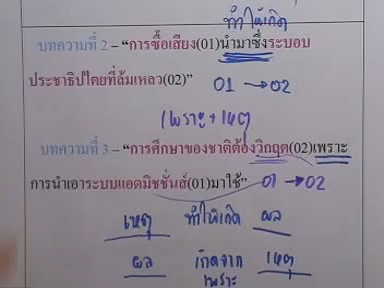 ทำให้เกิด
บทความที่ 2 – “การซื้อเสียง(01)นำมาซึ่งระบอบ
ประชาธิปไตยที่ล้มเหลว(02)” 01 → 02
เพราะ + เหตุ
บทความที่ 3 – “การศึกษาของชาติต้องวิกฤต(02)เพราะ
การนำเอาระบบแอดมิชชั่นส์(01)มาใช้” 01 → 02
เหตุ ทำให้เกิด ผล
ผล เกิดจาก เหตุ
เพราะ